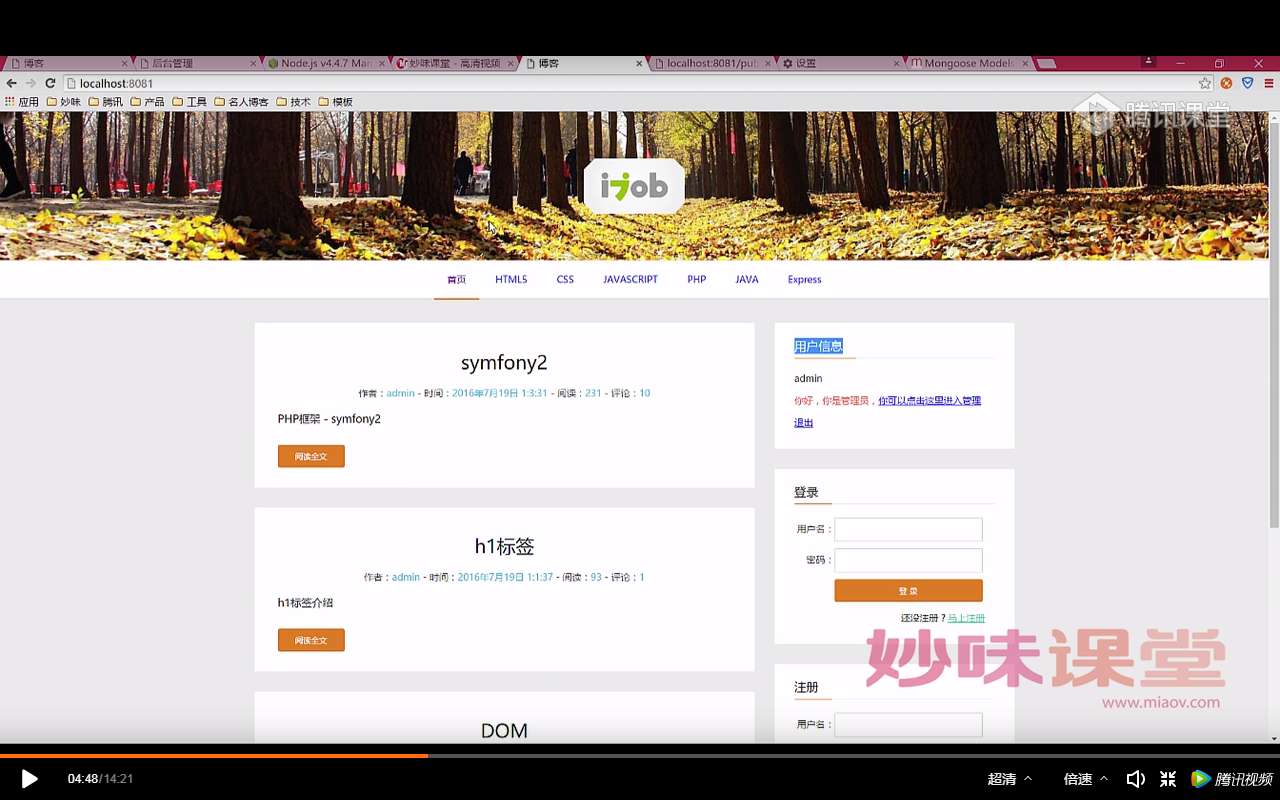 博客
后台管理
Node.js v4.4.7 Man
妙味课堂 - 高清视频
博客
localhost:8081/pub
设置
Mongoose Models
localhost:8081
应用 妙味 腾讯 产品 工具 名人博客 技术 模板
腾讯课堂
itjob
首页 HTML5 CSS JAVASCRIPT PHP JAVA Express
symfony2
作者：admin - 时间：2016年7月19日 1:3:31 - 阅读：231 - 评论：10
PHP框架 - symfony2
阅读全文
h1标签
作者：admin - 时间：2016年7月19日 1:1:37 - 阅读：93 - 评论：1
h1标签介绍
阅读全文
DOM
用户信息
admin
你好，你是管理员，你可以点击这里进入管理
退出
登录
用户名：
密码：
登 录
还没注册？马上注册
注册
用户名：
妙味课堂
www.miaov.com
04:48/14:21
超清 倍速 腾讯视频